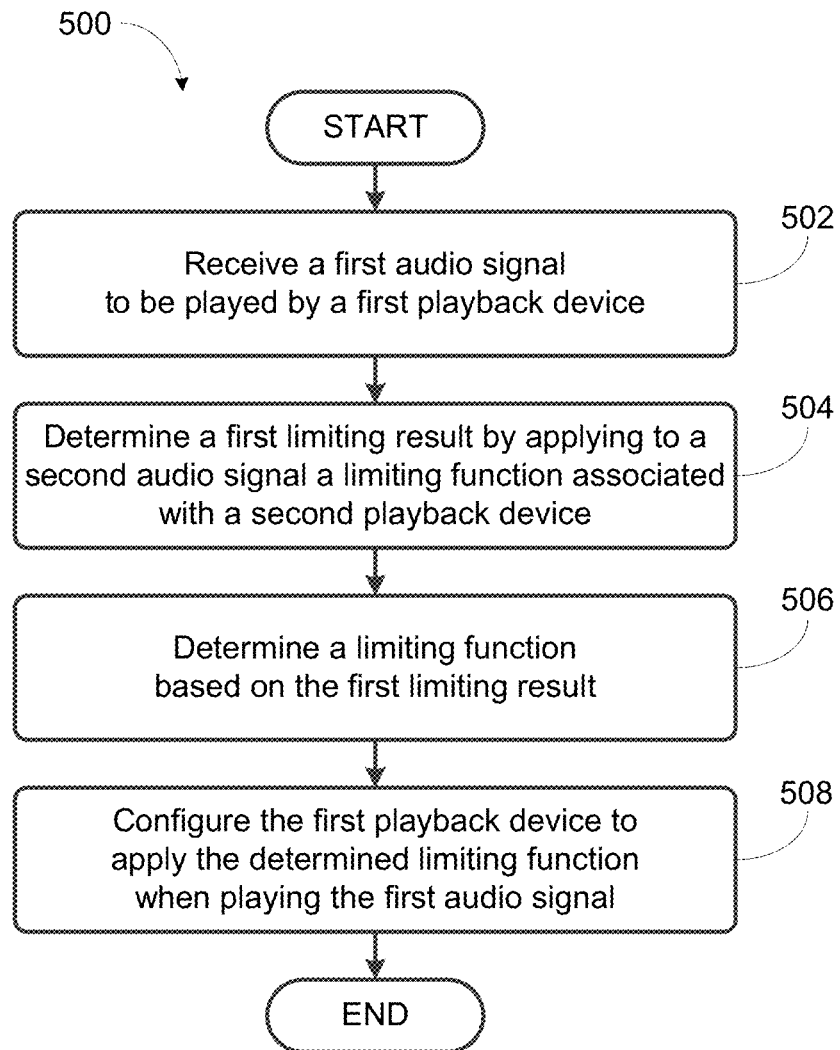 500
START
502
Receive a first audio signal
to be played by a first playback device
504
Determine a first limiting result by applying to a
second audio signal a limiting function associated
with a second playback device
506
Determine a limiting function
based on the first limiting result
508
Configure the first playback device to
apply the determined limiting function
when playing the first audio signal
END